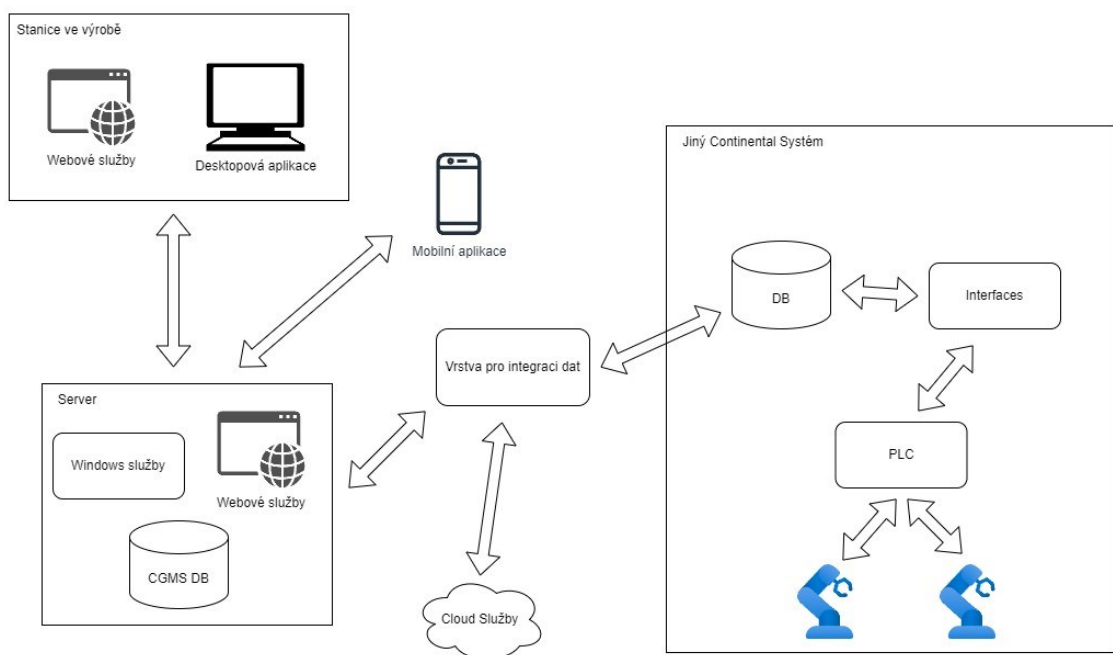 Stanice ve výrobě
Webové služby
Desktopová aplikace
Mobilní aplikace
Jiný Continental Systém
DB
Interfaces
Vrstva pro integraci dat
PLC
Server
Windows služby
Webové služby
CGMS DB
Cloud Služby